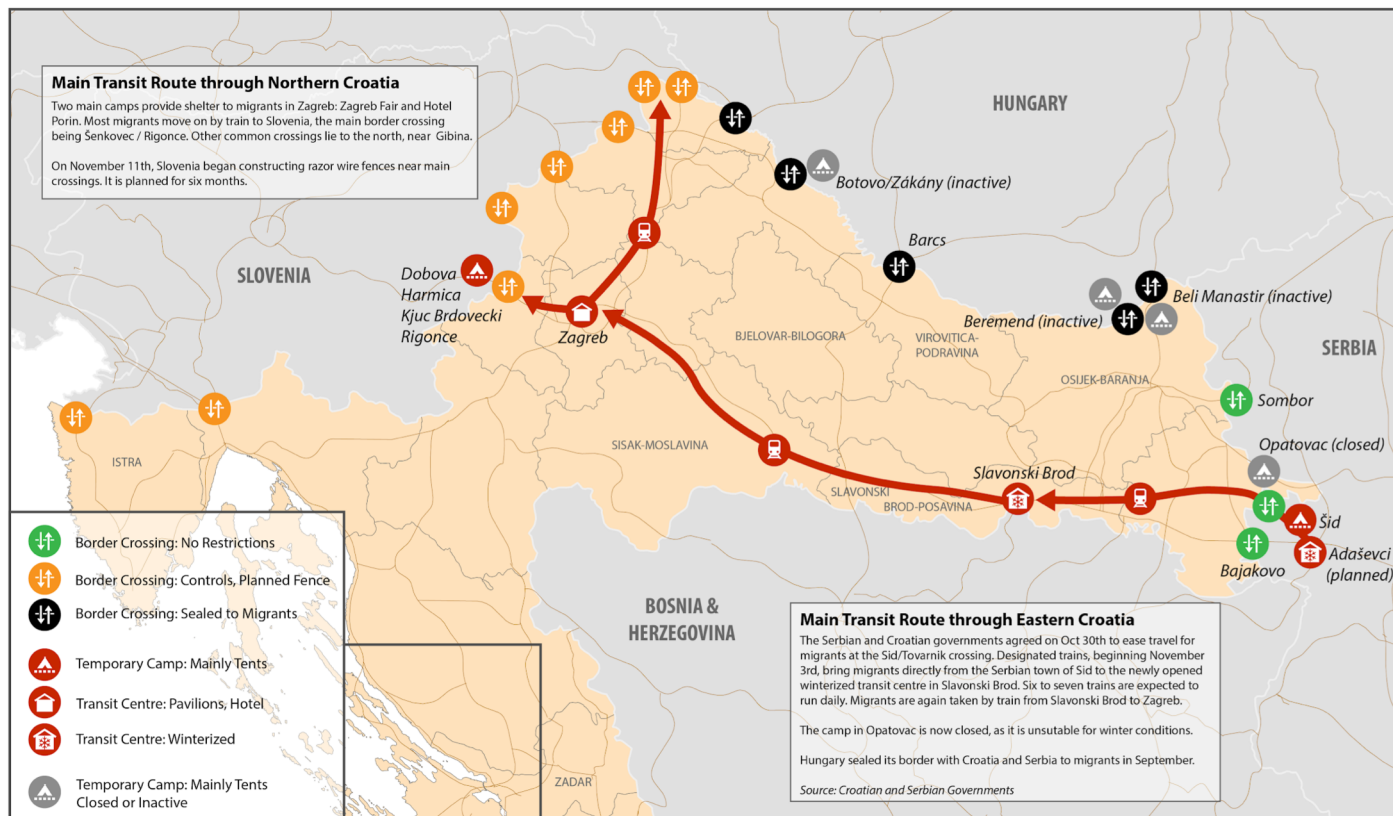 Main Transit Route through Northern Croatia
Two main camps provide shelter to migrants in Zagreb: Zagreb Fair and Hotel
Porin. Most migrants move on by train to Slovenia, the main border crossing
being Šenkovec / Rigonce. Other common crossings lie to the north, near Gibina.
On November 11th, Slovenia began constructing razor wire fences near main
crossings. It is planned for six months.
HUNGARY
Botovo/Zákány (inactive)
Barcs
SLOVENIA
Dobova
Harmica
Kjuc Brdovecki
Rigonce
Zagreb
Beli Manastir (inactive)
Beremend (inactive)
BJELOVAR-BILOGORA
VIROVITICA-
PODRAVINA
SERBIA
OSIJEK-BARANJA
Sombor
ISTRA
SISAK-MOSLAVINA
Opatovac (closed)
Slavonski Brod
SLAVONSKI
BROD-POSAVINA
Šid
Adaševci
(planned)
Bajakovo
BOSNIA &
HERZEGOVINA
ZADAR
Border Crossing: No Restrictions
Border Crossing: Controls, Planned Fence
Border Crossing: Sealed to Migrants
Temporary Camp: Mainly Tents
Transit Centre: Pavilions, Hotel
Transit Centre: Winterized
Temporary Camp: Mainly Tents
Closed or Inactive
Main Transit Route through Eastern Croatia
The Serbian and Croatian governments agreed on Oct 30th to ease travel for
migrants at the Sid/Tovarnik crossing. Designated trains, beginning November
3rd, bring migrants directly from the Serbian town of Sid to the newly opened
winterized transit centre in Slavonski Brod. Six to seven trains are expected to
run daily. Migrants are again taken by train from Slavonski Brod to Zagreb.
The camp in Opatovac is now closed, as it is unsutable for winter conditions.
Hungary sealed its border with Croatia and Serbia to migrants in September.
Source: Croatian and Serbian Governments